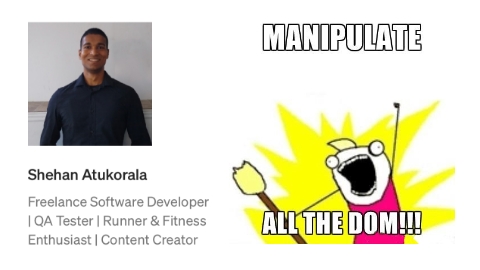 Shehan Atukorala
Freelance Software Developer
| QA Tester | Runner & Fitness
Enthusiast | Content Creator
MANIPULATE
ALL THE DOM!!!